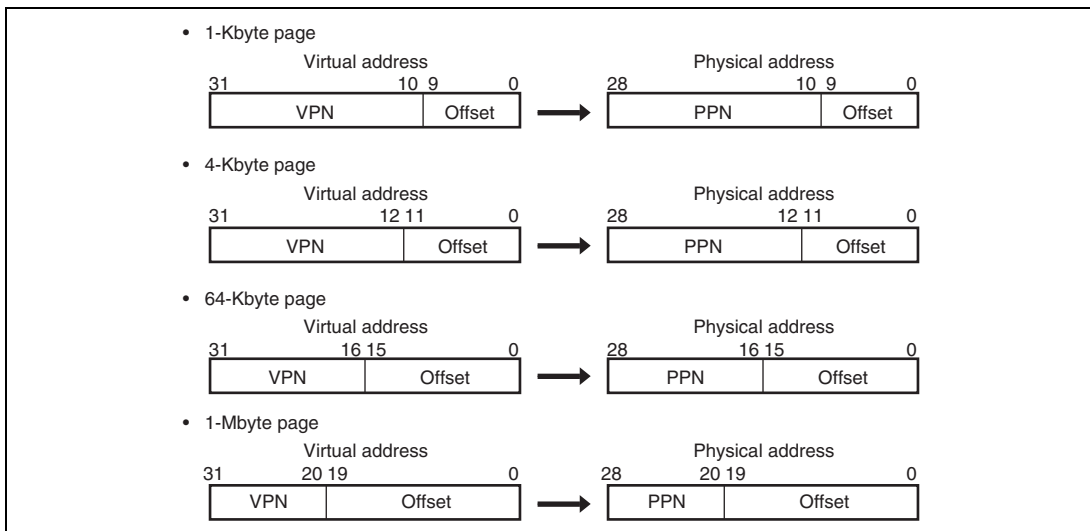 • 1-Kbyte page
Virtual address Physical address
31 10 9 0 28 10 9 0
VPN Offset PPN Offset
• 4-Kbyte page
Virtual address Physical address
31 12 11 0 28 12 11 0
VPN Offset PPN Offset
• 64-Kbyte page
Virtual address Physical address
31 16 15 0 28 16 15 0
VPN Offset PPN Offset
• 1-Mbyte page
Virtual address Physical address
31 20 19 0 28 20 19 0
VPN Offset PPN Offset